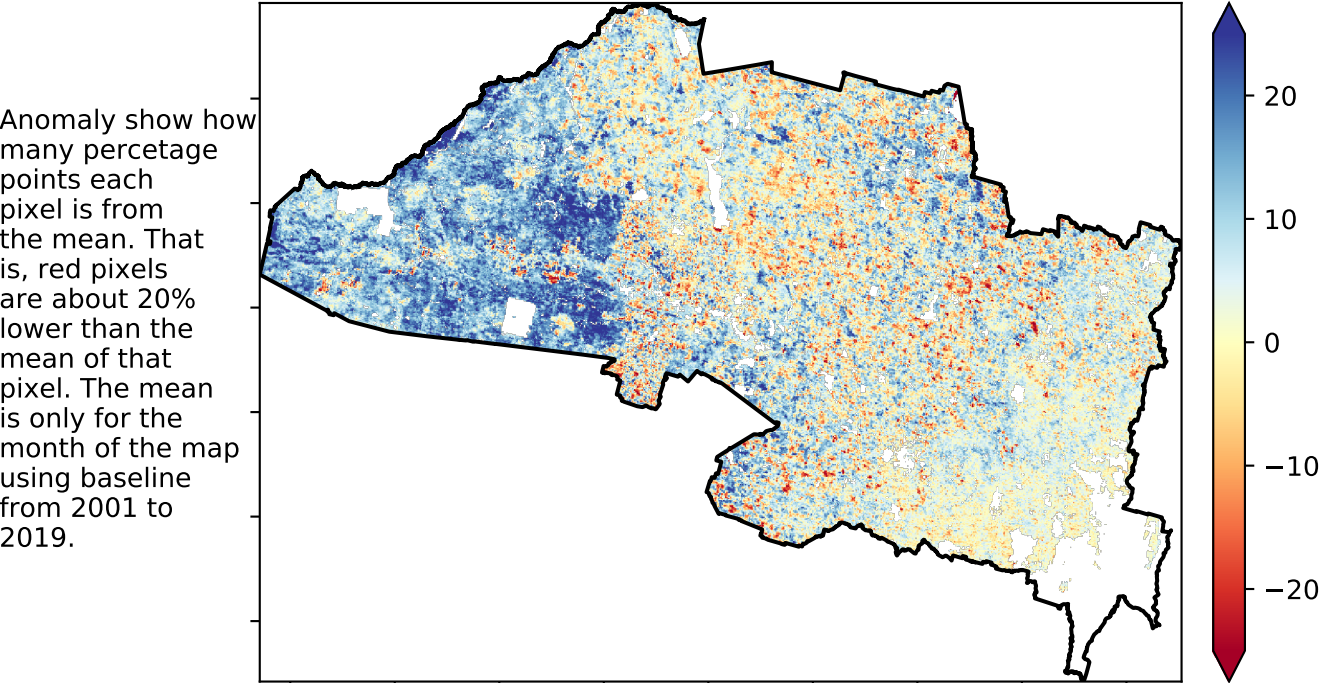 Anomaly show how
many percetage
points each
pixel is from
the mean. That
is, red pixels
are about 20%
lower than the
mean of that
pixel. The mean
is only for the
month of the map
using baseline
from 2001 to
2019.
20
10
0
−10
−20